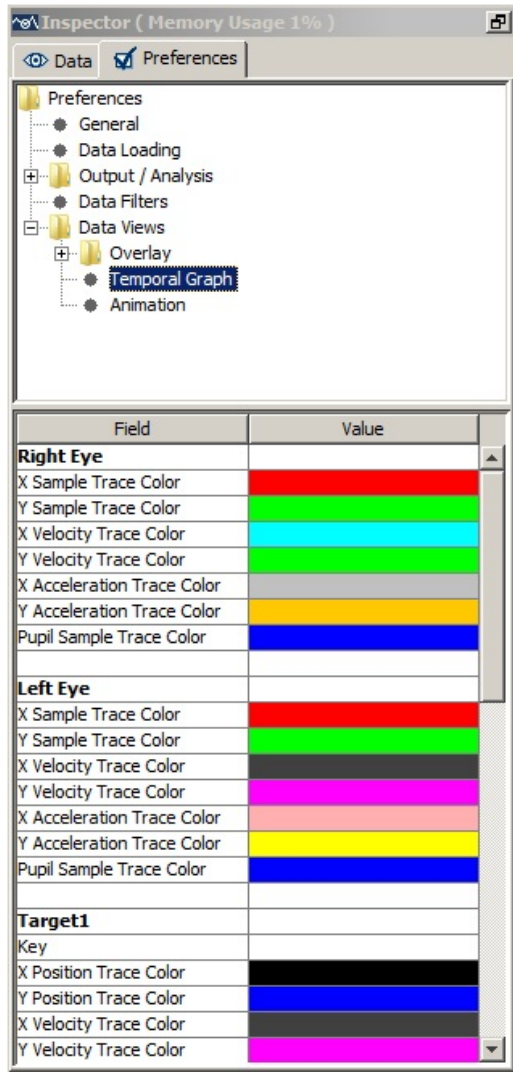 Inspector ( Memory Usage 1% )
Data Preferences
Preferences
General
Data Loading
Output / Analysis
Data Filters
Data Views
Overlay
Temporal Graph
Animation
Field Value
Right Eye
X Sample Trace Color
Y Sample Trace Color
X Velocity Trace Color
Y Velocity Trace Color
X Acceleration Trace Color
Y Acceleration Trace Color
Pupil Sample Trace Color
Left Eye
X Sample Trace Color
Y Sample Trace Color
X Velocity Trace Color
Y Velocity Trace Color
X Acceleration Trace Color
Y Acceleration Trace Color
Pupil Sample Trace Color
Target1
Key
X Position Trace Color
Y Position Trace Color
X Velocity Trace Color
Y Velocity Trace Color